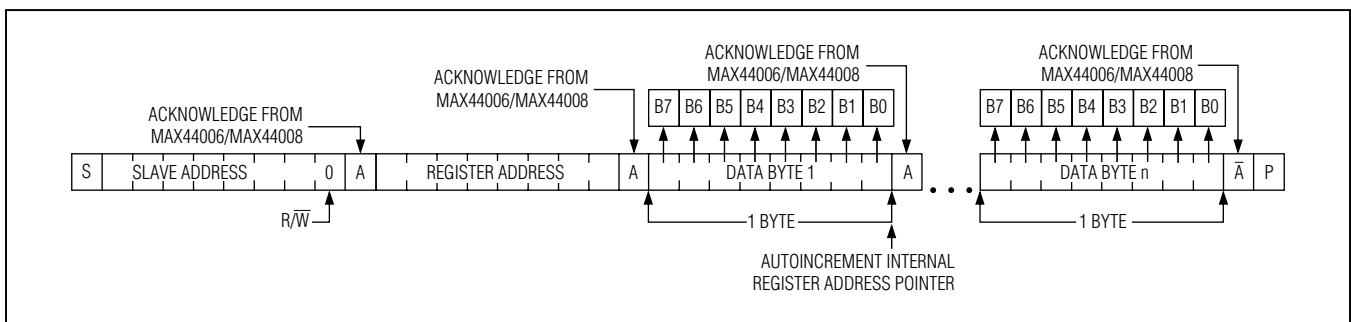 ACKNOWLEDGE FROM
MAX44006/MAX44008
ACKNOWLEDGE FROM
MAX44006/MAX44008
ACKNOWLEDGE FROM
MAX44006/MAX44008
ACKNOWLEDGE FROM
MAX44006/MAX44008
B7 B6 B5 B4 B3 B2 B1 B0
B7 B6 B5 B4 B3 B2 B1 B0
S SLAVE ADDRESS 0 A REGISTER ADDRESS A DATA BYTE 1 A ... DATA BYTE n A̅ P
R/W̅
1 BYTE
1 BYTE
AUTOINCREMENT INTERNAL
REGISTER ADDRESS POINTER